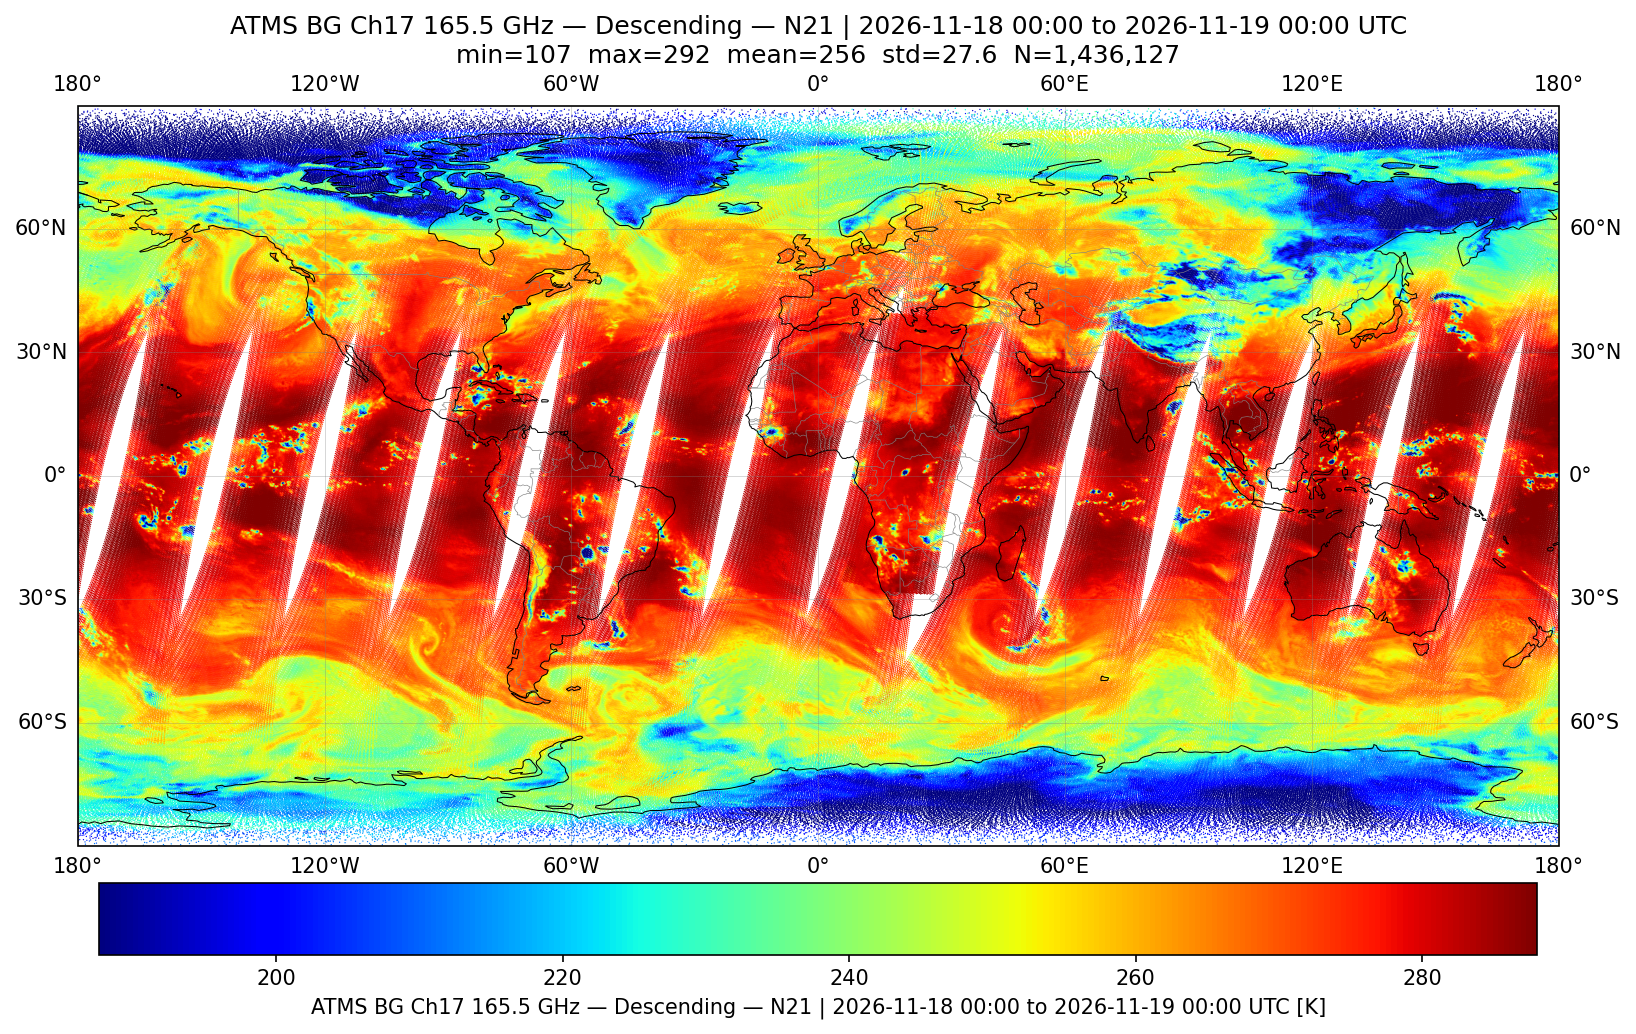 ATMS BG Ch17 165.5 GHz — Descending — N21 | 2026-11-18 00:00 to 2026-11-19 00:00 UTC
min=107 max=292 mean=256 std=27.6 N=1,436,127
180° 120°W 60°W 0° 60°E 120°E 180°
60°N 60°N
30°N 30°N
0° 0°
30°S 30°S
60°S 60°S
180° 120°W 60°W 0° 60°E 120°E 180°
200 220 240 260 280
ATMS BG Ch17 165.5 GHz — Descending — N21 | 2026-11-18 00:00 to 2026-11-19 00:00 UTC [K]